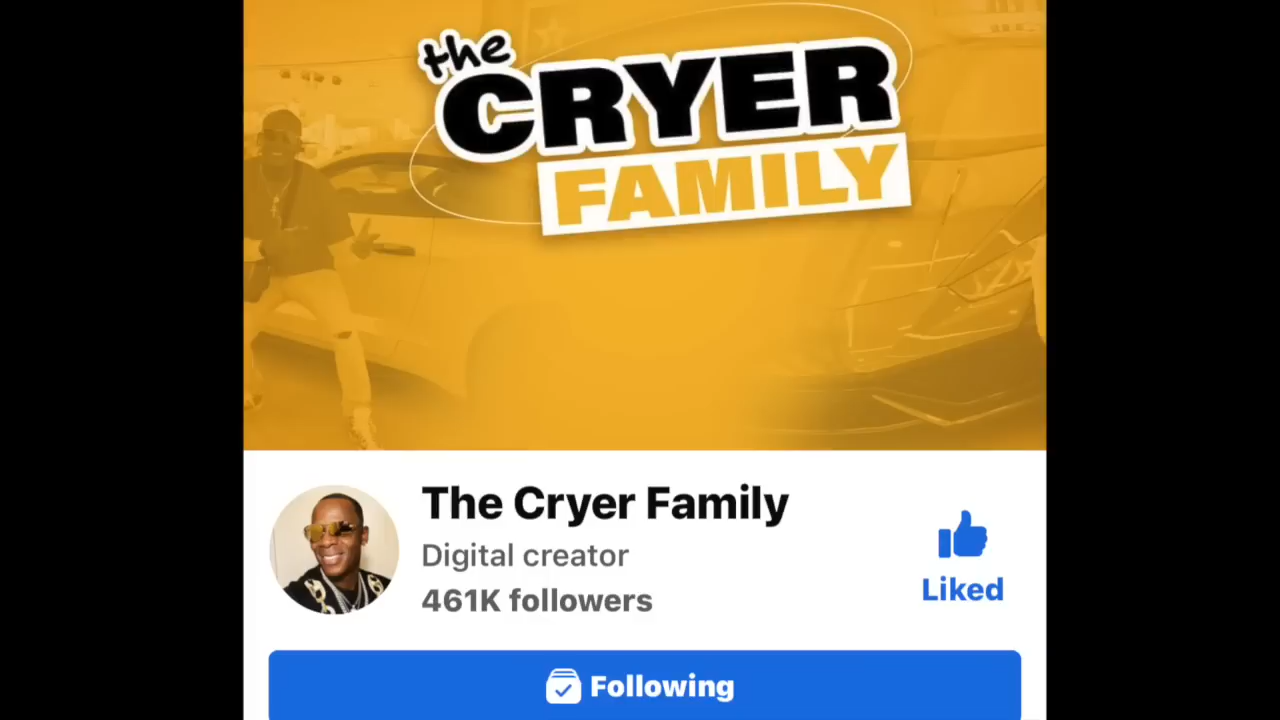 the
CRYER
FAMILY
The Cryer Family
Digital creator
461K followers
Liked
Following